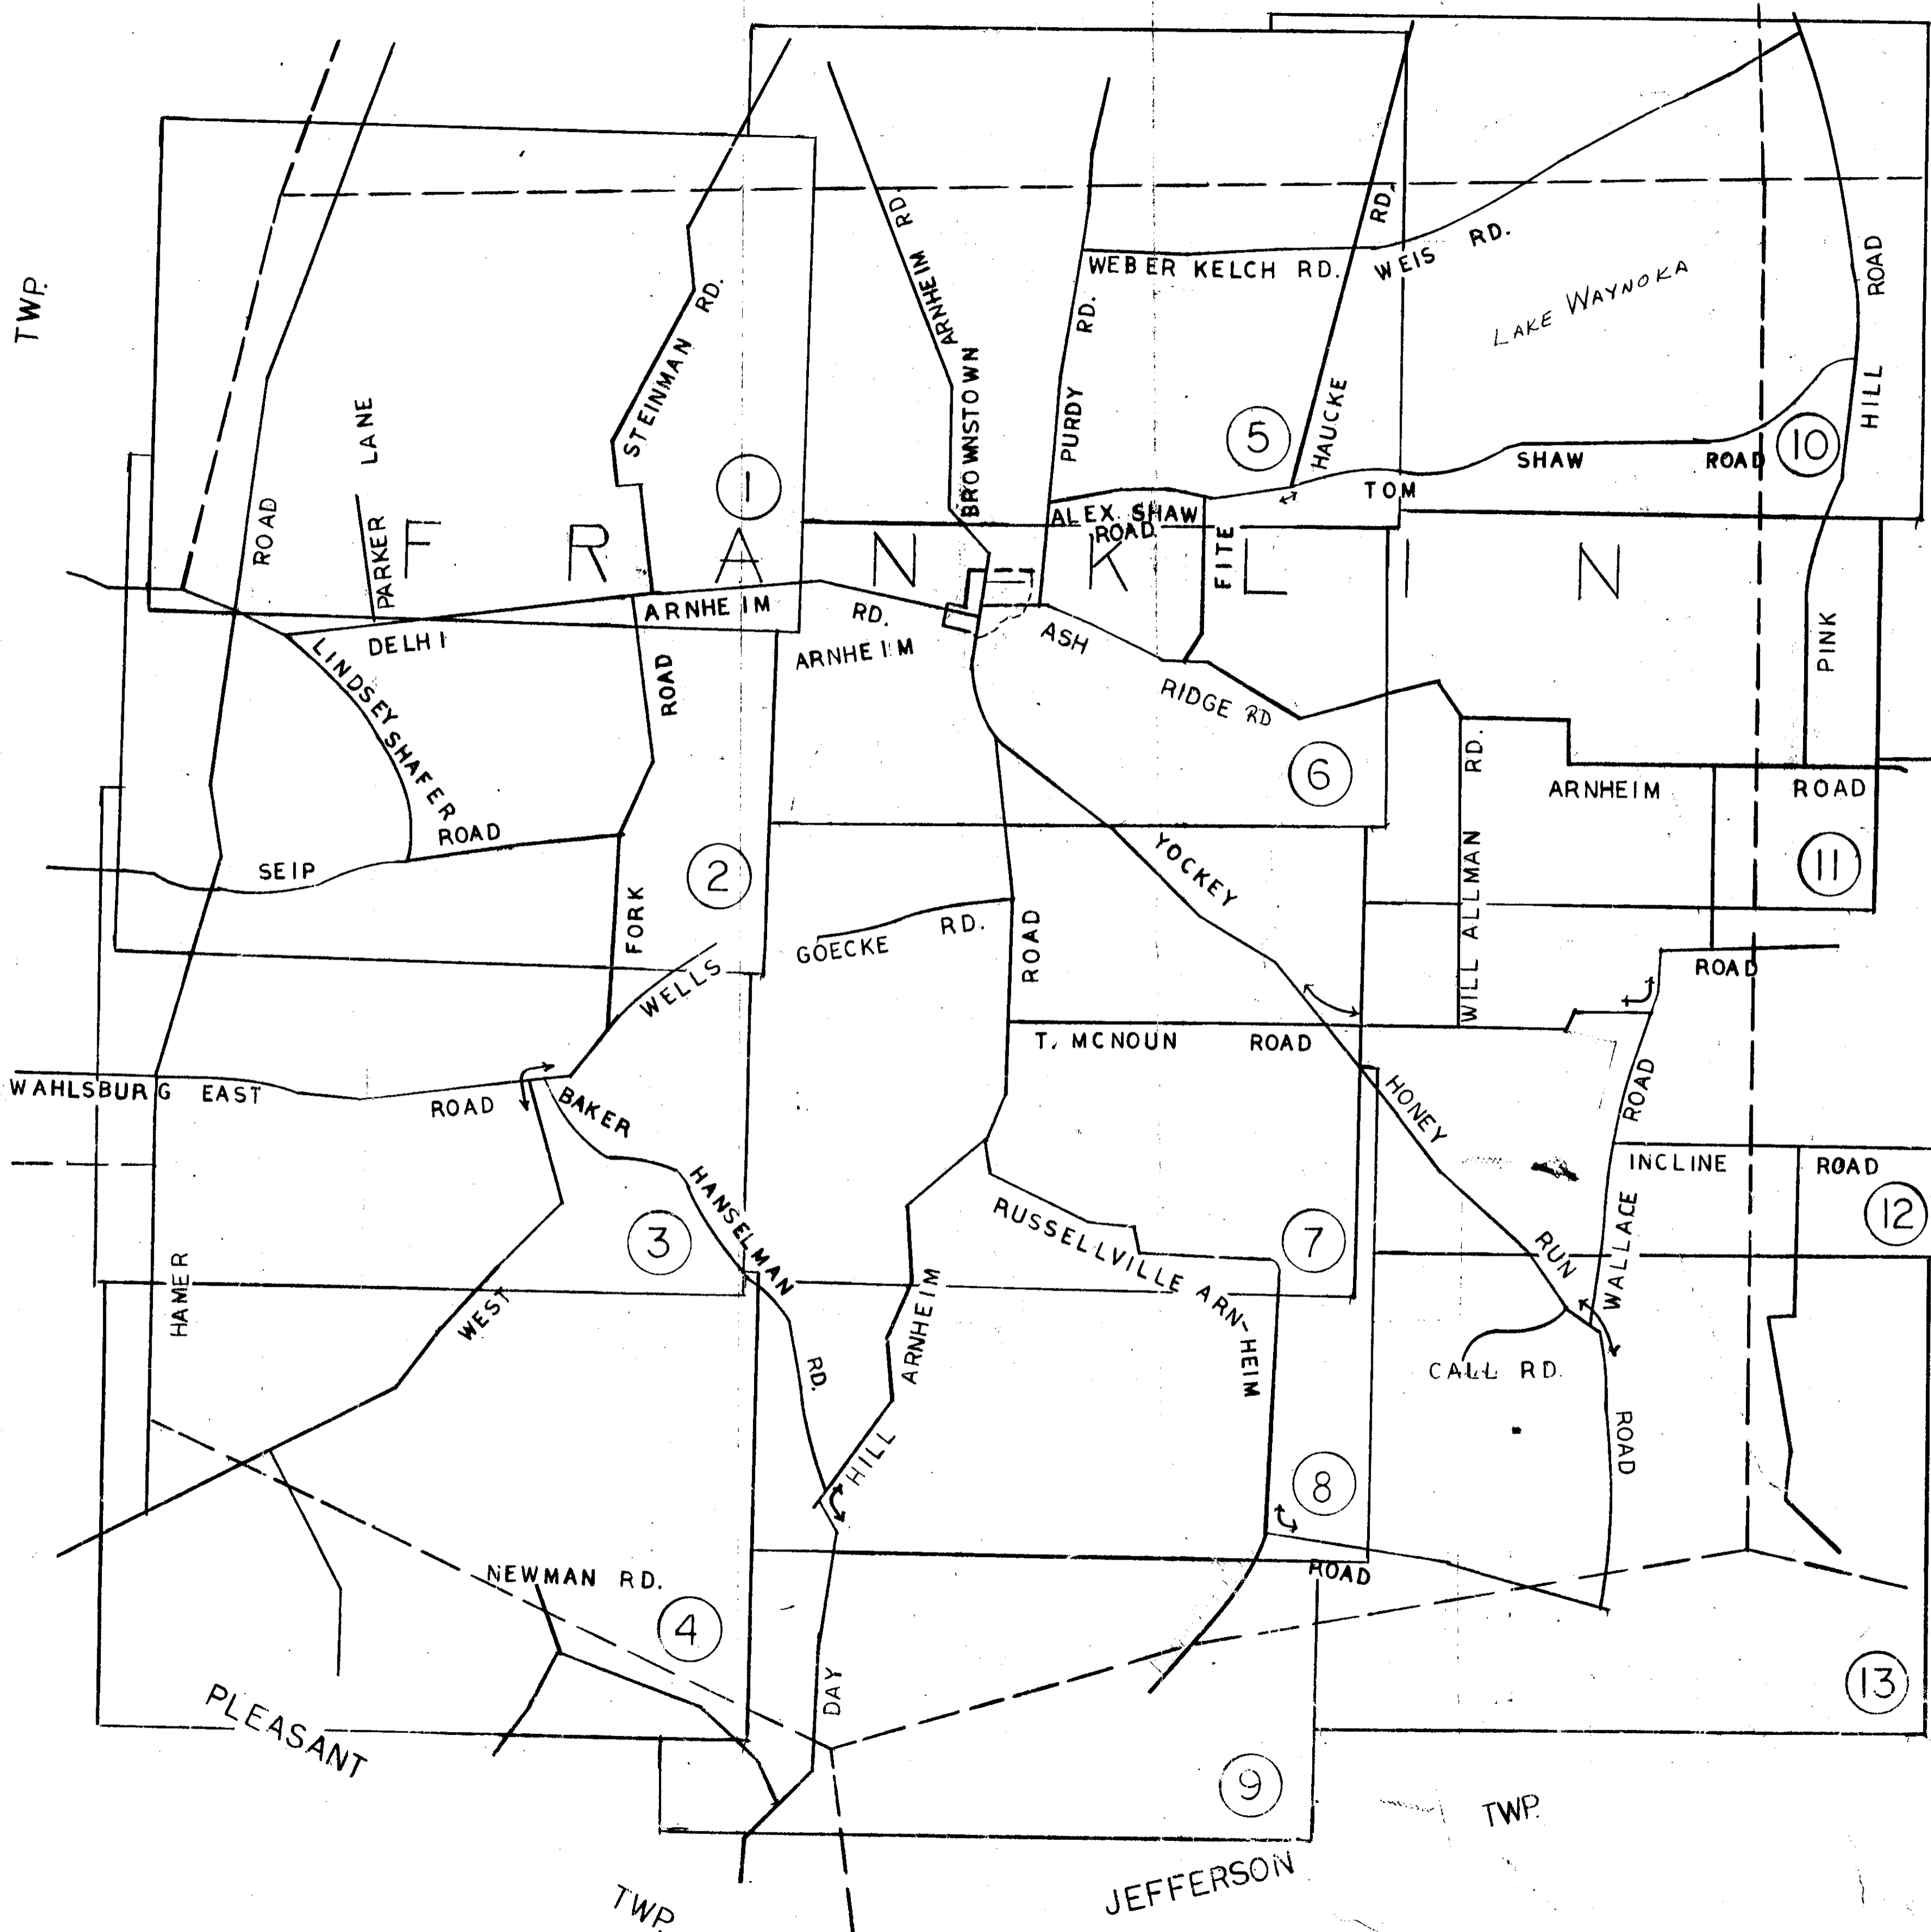 TWP.
ARNHEIM RD.
BROWNSTOWN
STEINMAN RD.
PARKER LANE
ROAD
PURDY RD.
WEBER KELCH RD.
WEIS RD.
HAUCKE RD.
LAKE WAYNOKA
PINK HILL ROAD
TOM SHAW ROAD
ALEX. SHAW
ROAD
FITE
1
5
10
FRANKLIN
DELHI ARNHEIM RD.
ARNHEIM
ASH RIDGE RD
LINDSEY SHAFER
ROAD
SEIP ROAD
FORK
2
6
YOCKEY
WILL ALLMAN RD.
ARNHEIM ROAD
11
GOECKE RD.
ROAD
WELLS
ROAD
T. MCNOUN ROAD
WAHLSBURG EAST
ROAD
BAKER
HANSELMAN
RD.
HONEY
RUN
ROAD
WALLACE
ROAD
INCLINE ROAD
12
3
7
RUSSELLVILLE ARN-HEIM
ROAD
HAMER
WEST
ARNHEIM
HILL
DAY
CALL RD.
8
NEWMAN RD.
4
13
PLEASANT
TWP.
9
JEFFERSON
TWP.